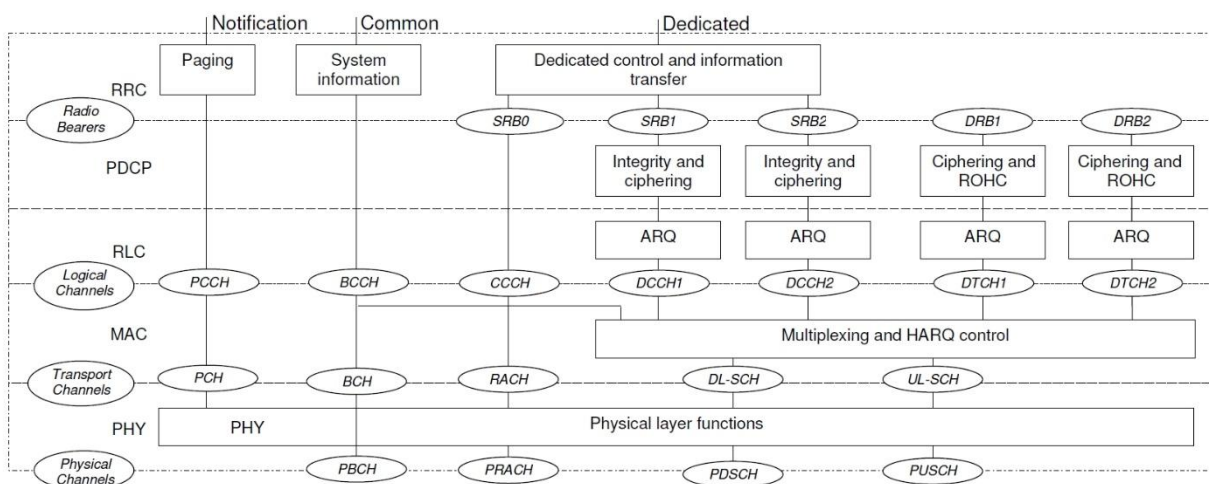 Notification Common Dedicated
Paging System information Dedicated control and information transfer
RRC
Radio Bearers SRB0 SRB1 SRB2 DRB1 DRB2
PDCP Integrity and ciphering Integrity and ciphering Ciphering and ROHC Ciphering and ROHC
RLC ARQ ARQ ARQ ARQ
Logical Channels PCCH BCCH CCCH DCCH1 DCCH2 DTCH1 DTCH2
MAC Multiplexing and HARQ control
Transport Channels PCH BCH RACH DL-SCH UL-SCH
PHY PHY Physical layer functions
Physical Channels PBCH PRACH PDSCH PUSCH